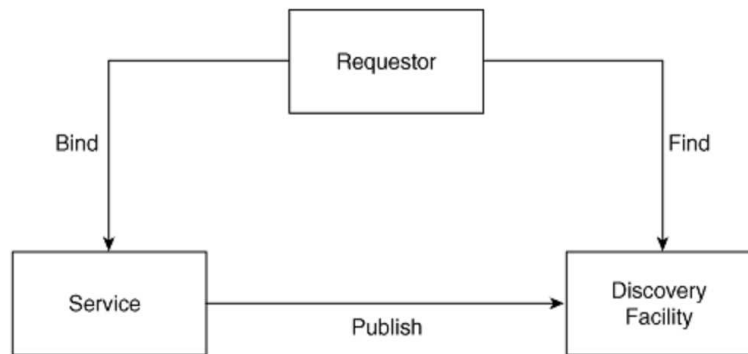 Requestor
Bind
Find
Service
Publish
Discovery
Facility